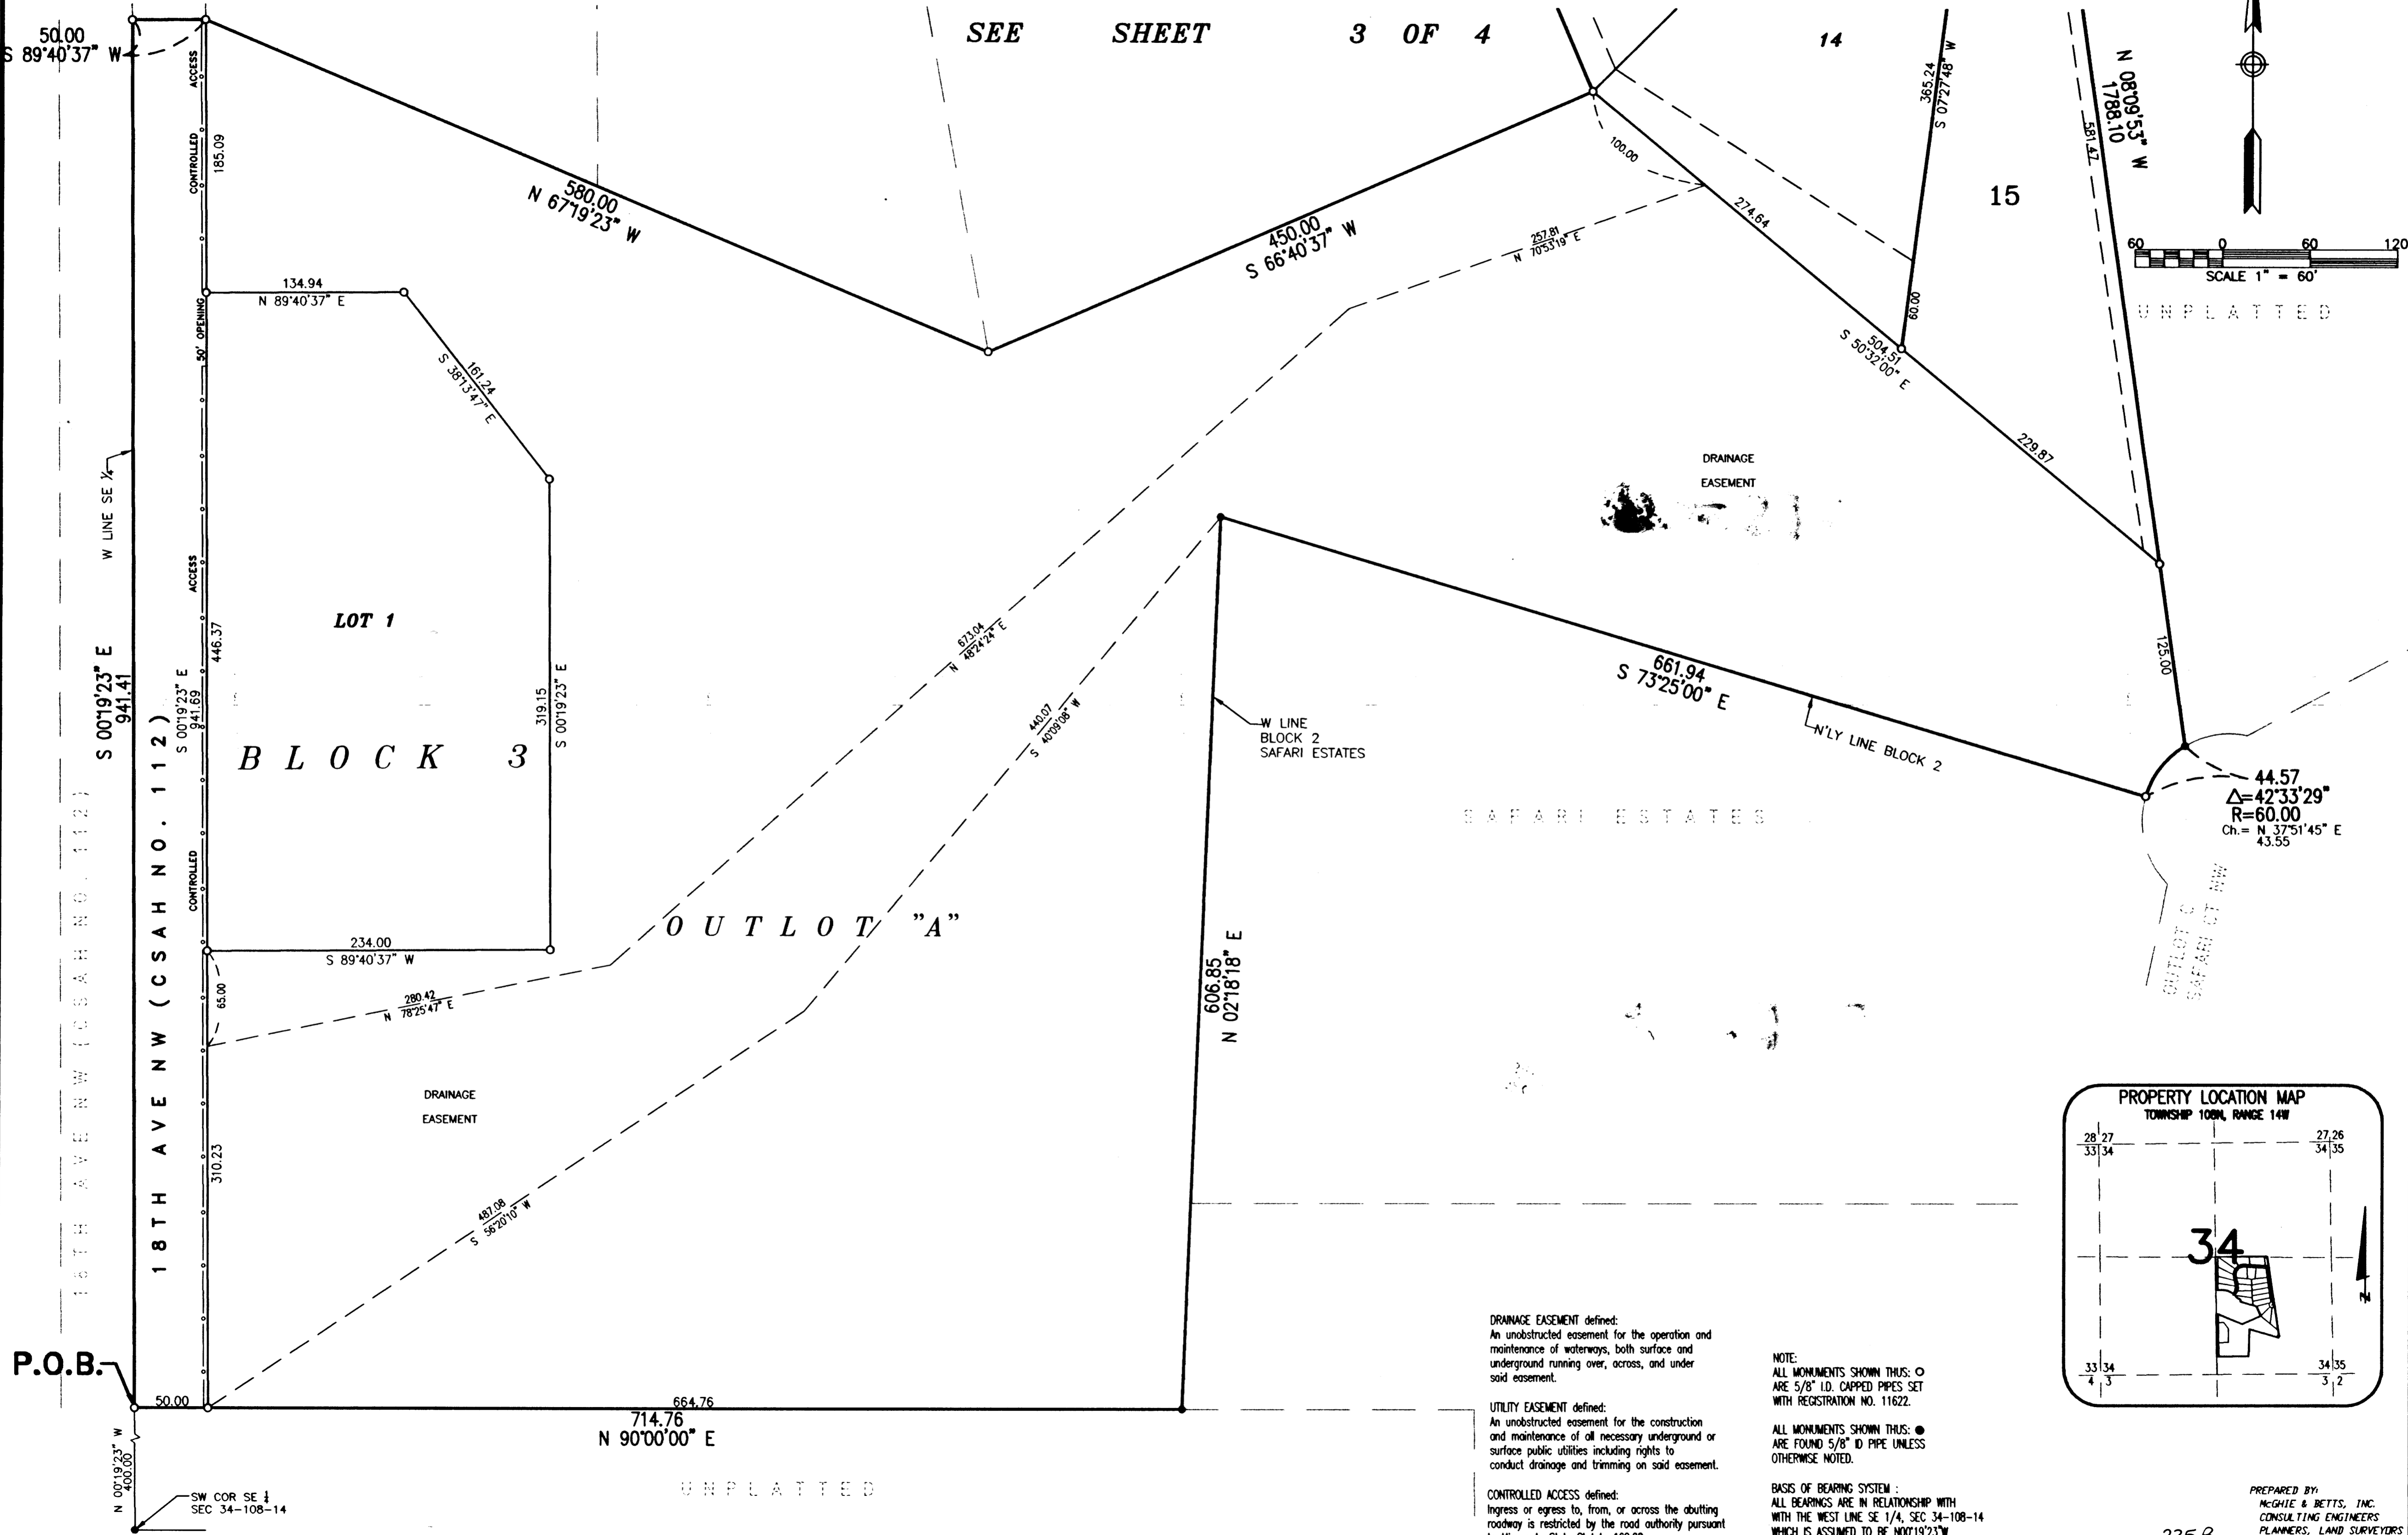 SEE SHEET 3 OF 4
50.00
S 89°40'37" W
ACCESS
CONTROLLED
185.09
580.00
N 67°19'23" W
450.00
S 66°40'37" W
100.00
257.81
N 70°53'19" E
274.64
14
365.24
S 07°27'48" W
60.00
15
581.47
N 08°09'53" W
1788.10
60 0 60 120
SCALE 1" = 60'
UNPLATTED
504.51
S 50°32'00" E
229.87
134.94
N 89°40'37" E
50' OPENING
161.24
S 38°13'47" E
W LINE SE ¼
ACCESS
LOT 1
446.37
S 00°19'23" E
941.41
S 00°19'23" E
941.69
319.15
S 00°19'23" E
BLOCK 3
CONTROLLED
18TH AVE NW (CSAH NO. 112)
18TH AVE NW (CSAH NO. 112)
234.00
S 89°40'37" W
65.00
280.42
N 78°25'47" E
673.04
N 48°24'24" E
440.07
S 40°09'08" W
OUTLOT "A"
DRAINAGE
EASEMENT
W LINE
BLOCK 2
SAFARI ESTATES
661.94
S 73°25'00" E
N'LY LINE BLOCK 2
125.00
44.57
Δ=42°33'29"
R=60.00
Ch.= N 37°51'45" E
43.55
SAFARI ESTATES
OUTLOT C
SAFARI CT NW
606.85
N 02°18'18" E
DRAINAGE
EASEMENT
310.23
487.08
S 56°20'10" W
P.O.B.
50.00
664.76
714.76
N 90°00'00" E
N 00°19'23" W
400.00
SW COR SE ¼
SEC 34-108-14
UNPLATTED
PROPERTY LOCATION MAP
TOWNSHIP 108N, RANGE 14W
28 27
33 34
27 26
34 35
34
N
33 34
4 3
34 35
3 2
DRAINAGE EASEMENT defined:
An unobstructed easement for the operation and
maintenance of waterways, both surface and
underground running over, across, and under
said easement.
UTILITY EASEMENT defined:
An unobstructed easement for the construction
and maintenance of all necessary underground or
surface public utilities including rights to
conduct drainage and trimming on said easement.
CONTROLLED ACCESS defined:
Ingress or egress to, from, or across the abutting
roadway is restricted by the road authority pursuant
NOTE:
ALL MONUMENTS SHOWN THUS: O
ARE 5/8" I.D. CAPPED PIPES SET
WITH REGISTRATION NO. 11622.
ALL MONUMENTS SHOWN THUS: ●
ARE FOUND 5/8" ID PIPE UNLESS
OTHERWISE NOTED.
BASIS OF BEARING SYSTEM :
ALL BEARINGS ARE IN RELATIONSHIP WITH
WITH THE WEST LINE SE 1/4, SEC 34-108-14
WHICH IS ASSUMED TO BE N00°19'23"W
PREPARED BY:
McGHIE & BETTS, INC.
CONSULTING ENGINEERS
PLANNERS, LAND SURVEYORS